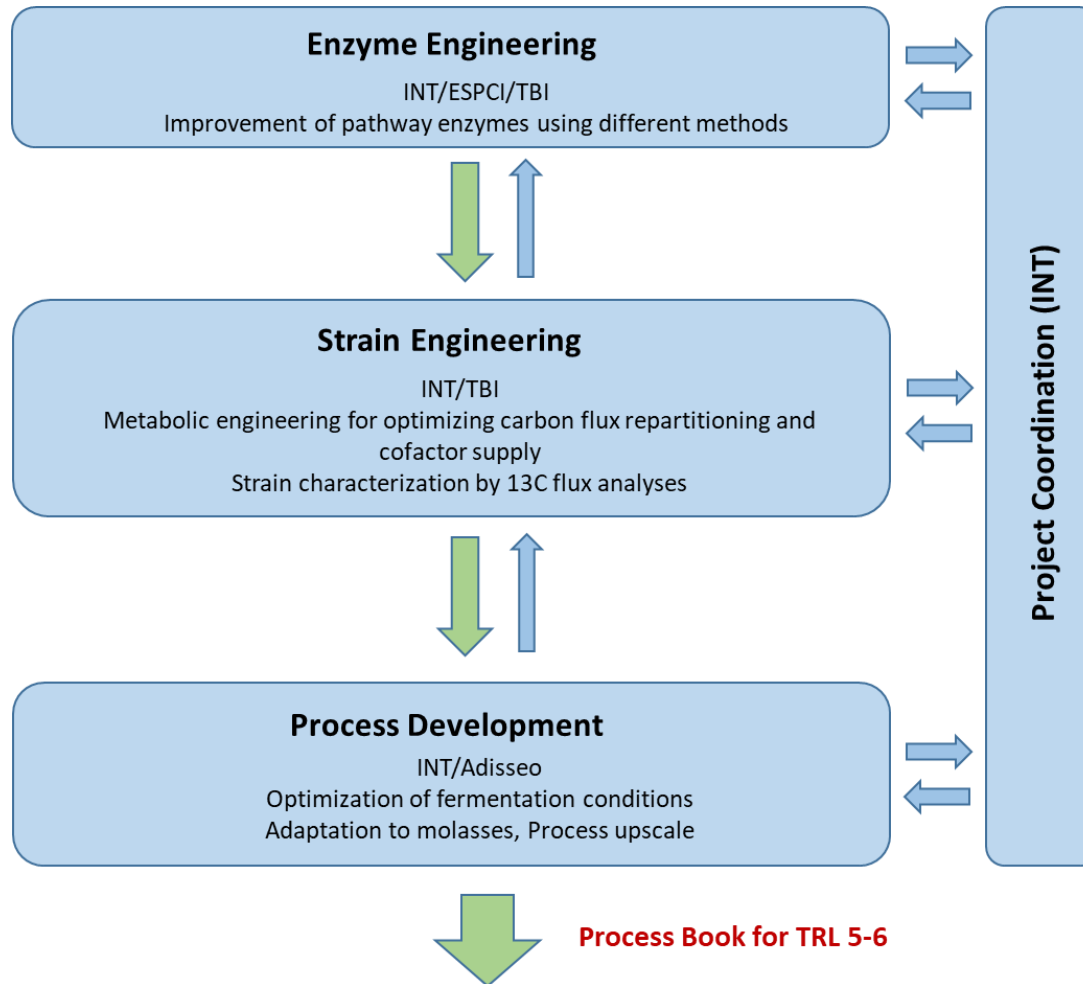 Enzyme Engineering
INT/ESPCI/TBI
Improvement of pathway enzymes using different methods
Strain Engineering
INT/TBI
Metabolic engineering for optimizing carbon flux repartitioning and
cofactor supply
Strain characterization by 13C flux analyses
Process Development
INT/Adisseo
Optimization of fermentation conditions
Adaptation to molasses, Process upscale
Process Book for TRL 5-6
Project Coordination (INT)